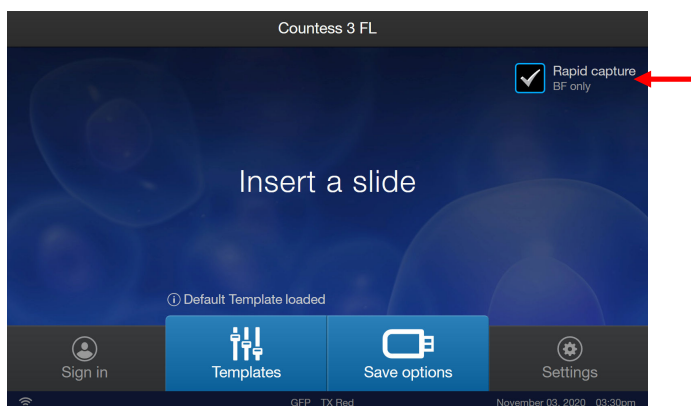 Countess 3 FL
Rapid capture
BF only
Insert a slide
Default Template loaded
Sign in
Templates
Save options
Settings
GFP TX Red
November 03, 2020 03:30pm